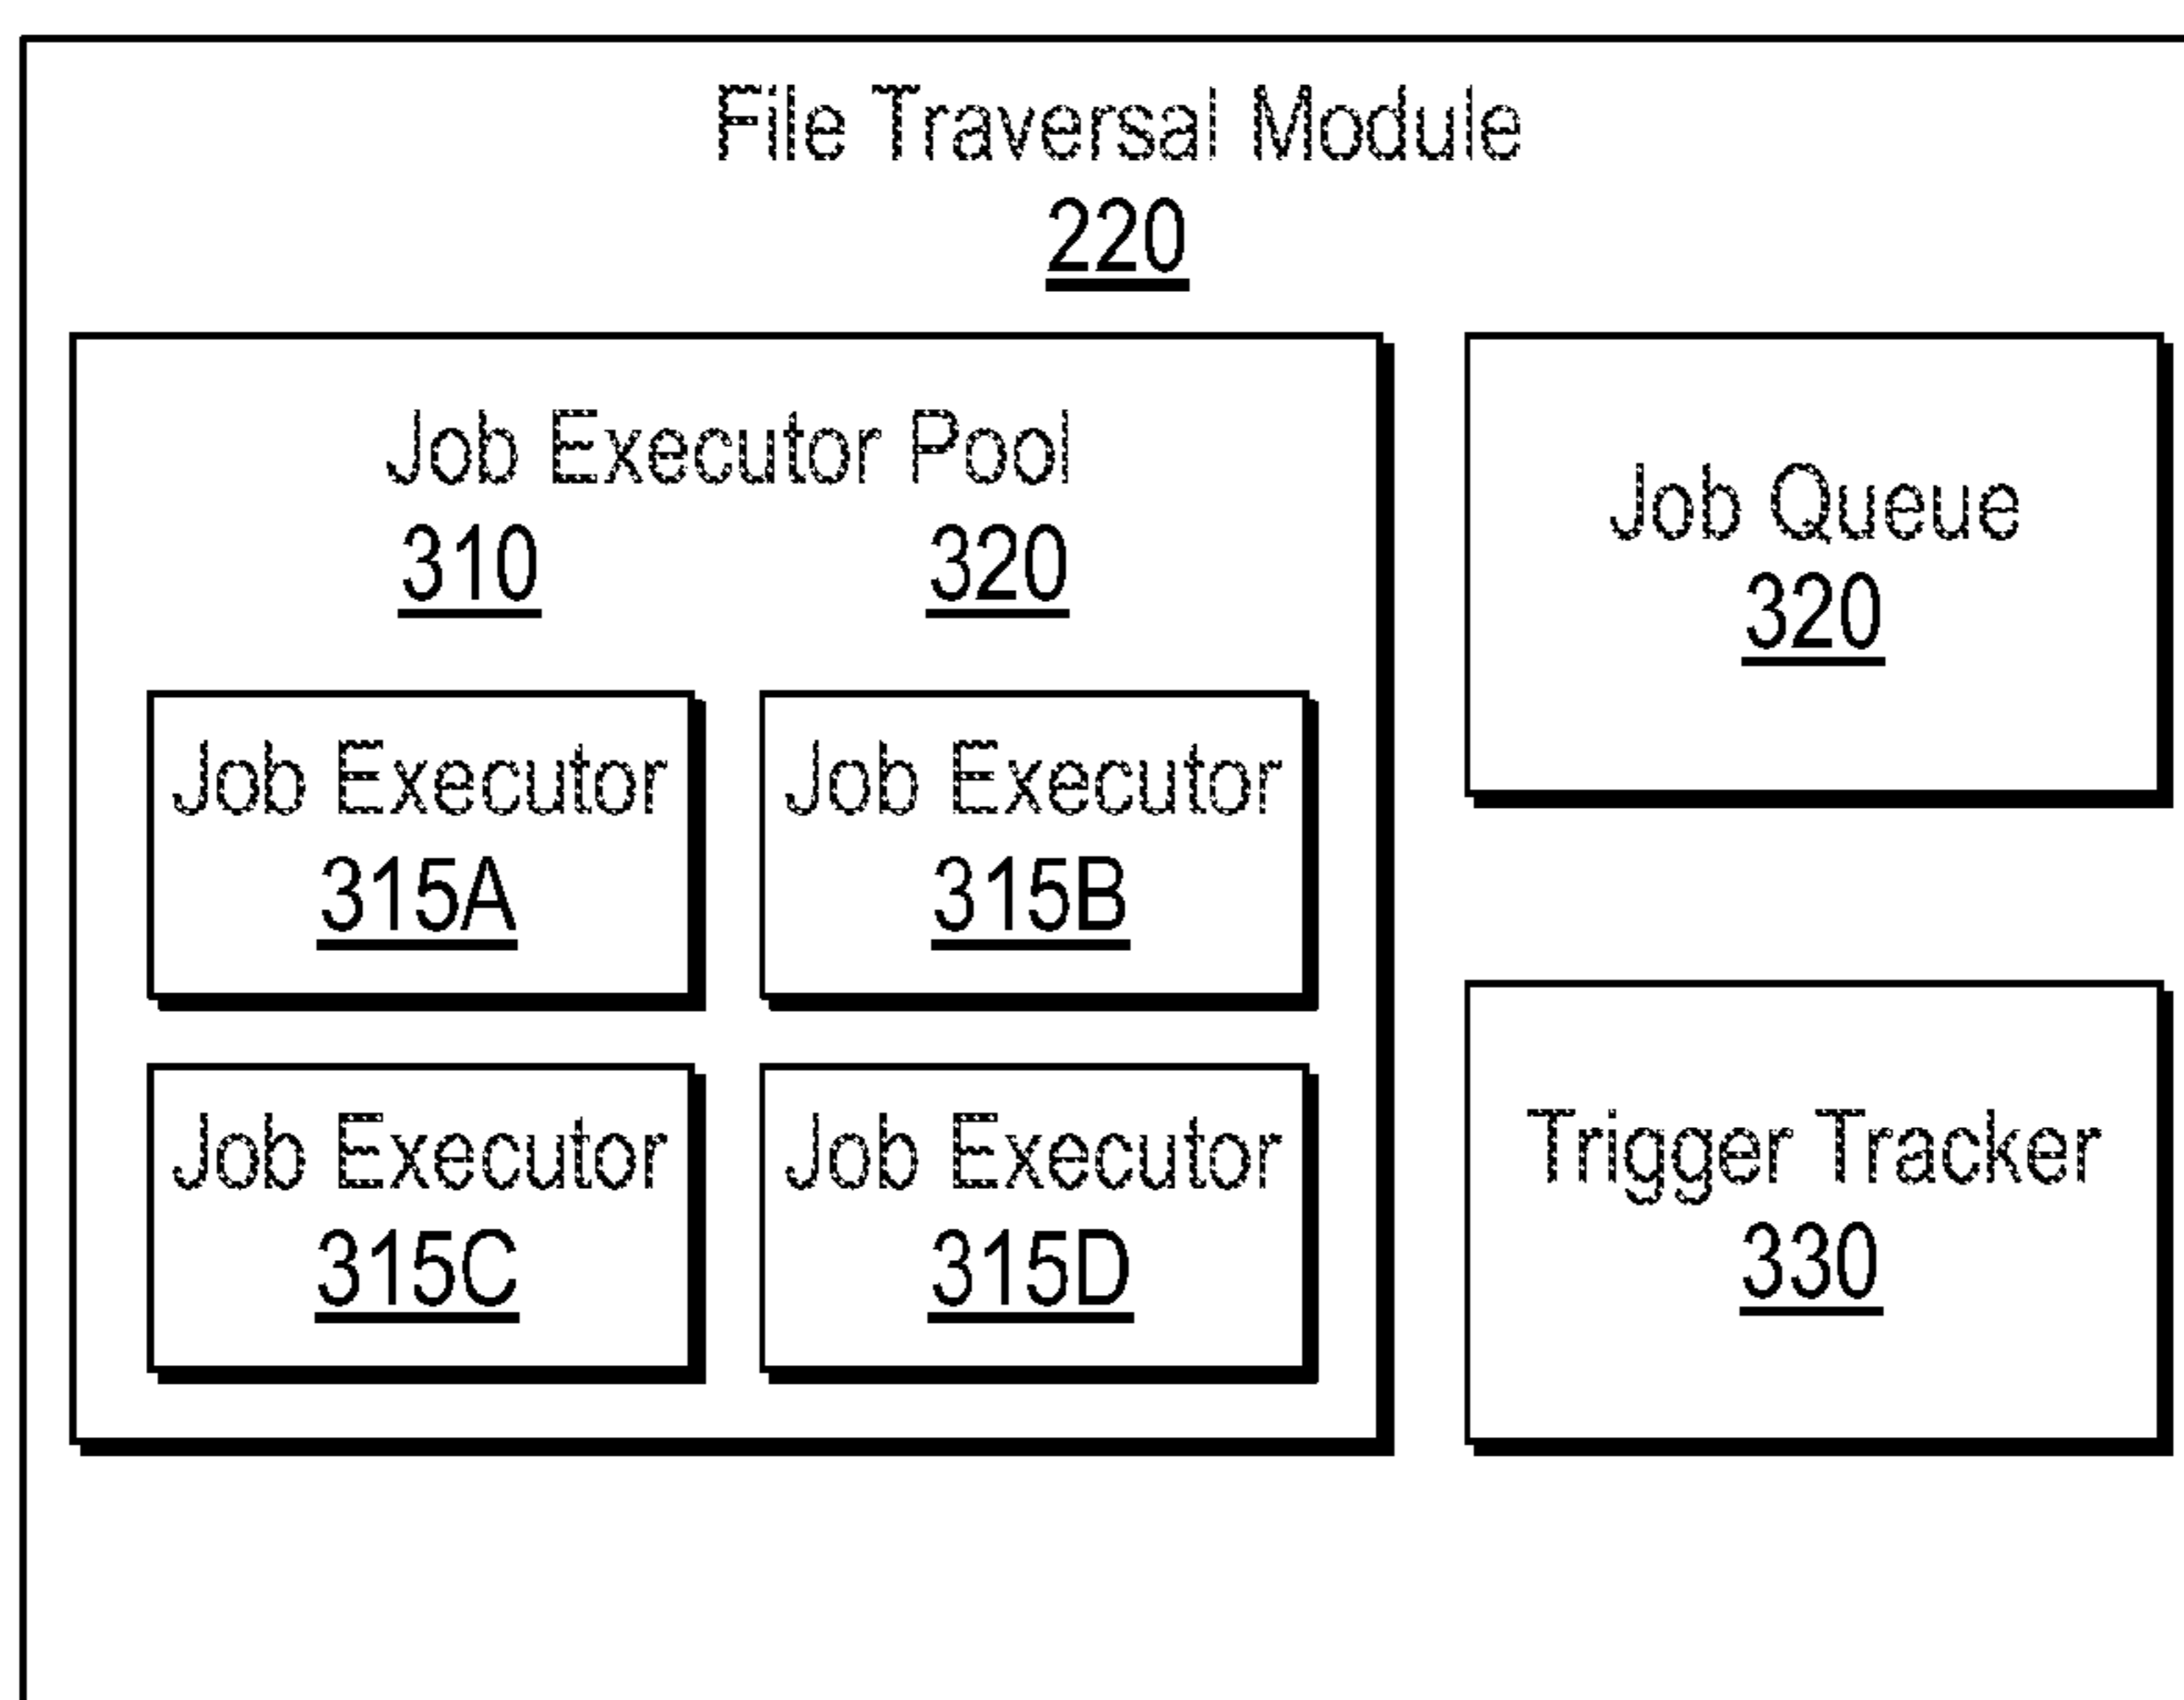 File Traversal Module
220
Job Executor Pool
310 320
Job Executor
315A
Job Executor
315B
Job Executor
315C
Job Executor
315D
Job Queue
320
Trigger Tracker
330